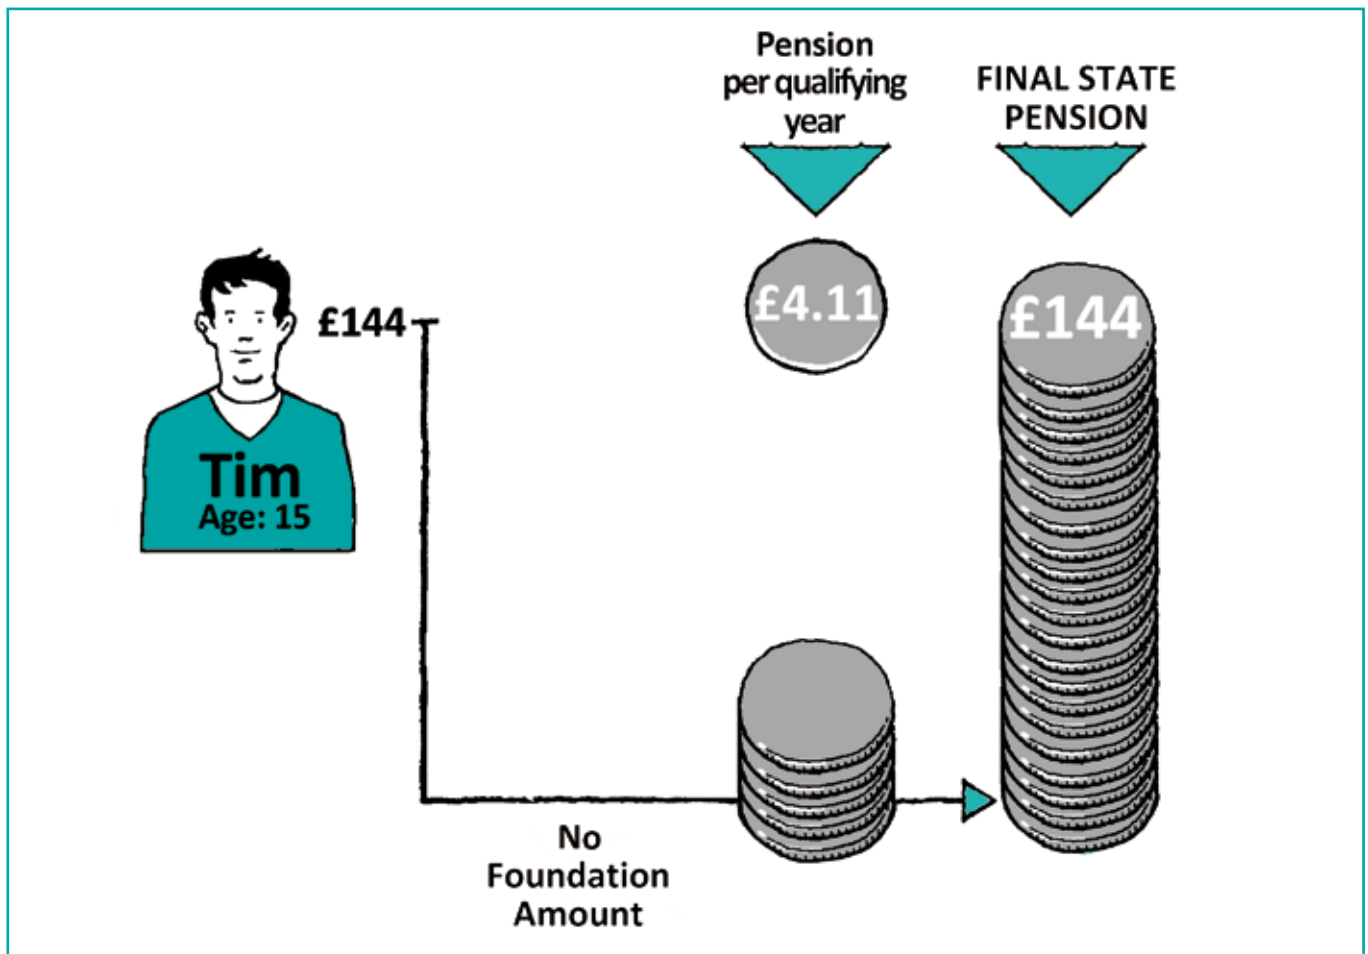 Pension
per qualifying
year
FINAL STATE
PENSION
£4.11
£144
£144
Tim
Age: 15
No
Foundation
Amount